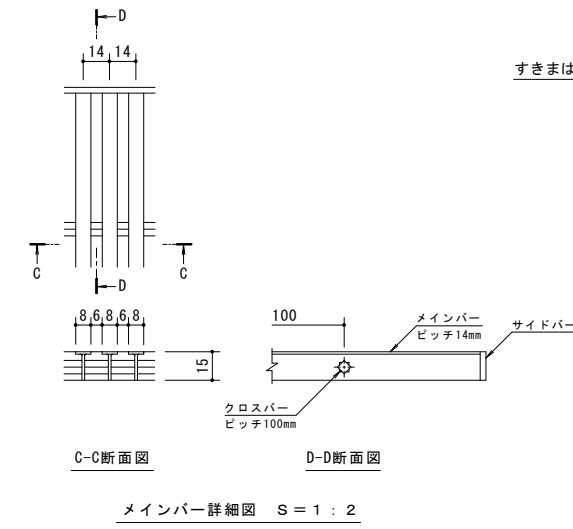 D
14 14
すきまは
C C
D
8 6 8 6 8
15
100
メインバー
ピッチ14mm
サイドバー
クロスバー
ピッチ100mm
C-C断面図
D-D断面図
メインバー詳細図 S=1:2